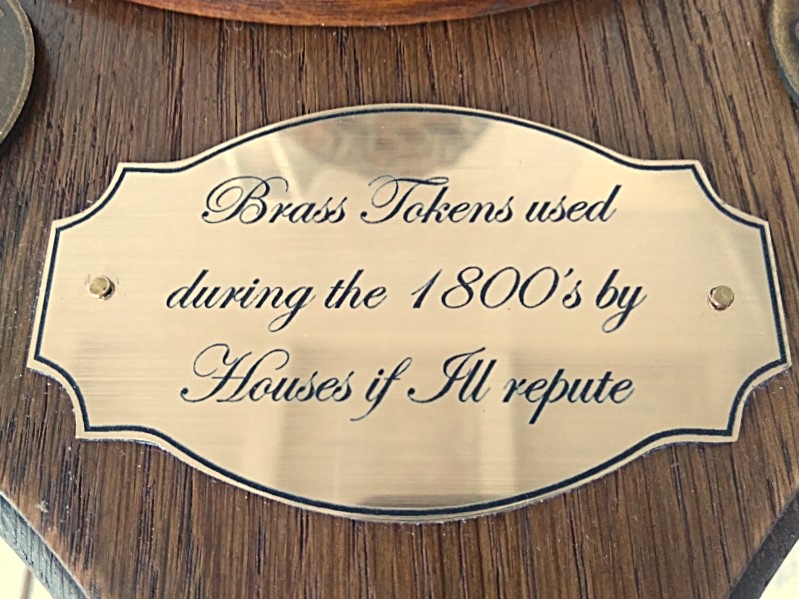 Brass Tokens used
during the 1800's by
Houses if Ill repute